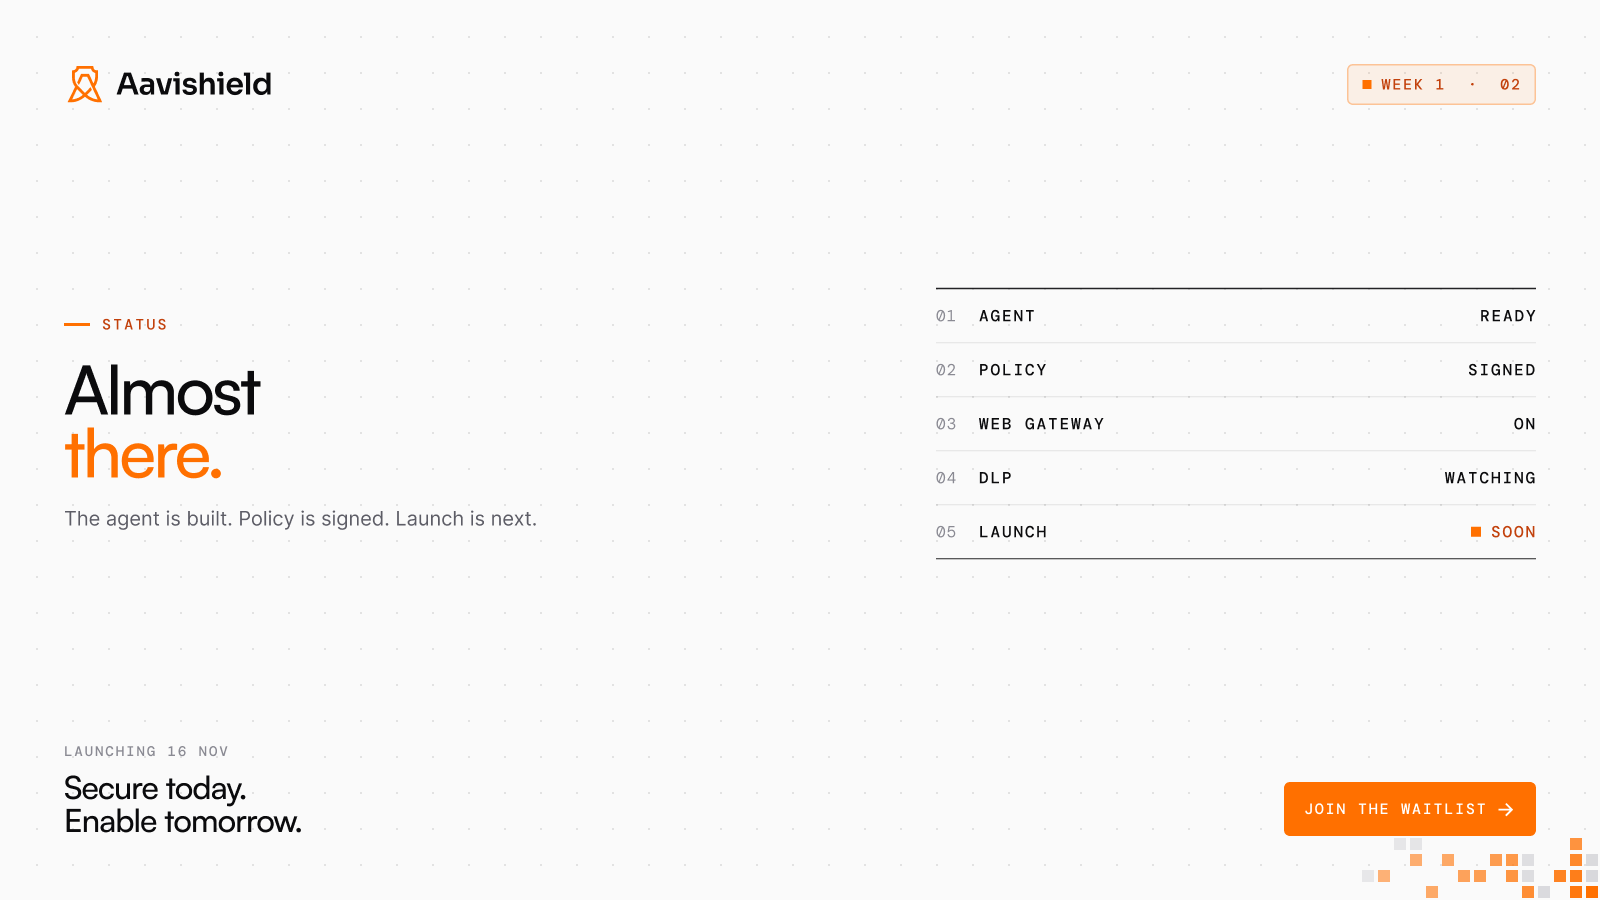 Aavishield
WEEK 1 · 02
STATUS
Almost
there.
The agent is built. Policy is signed. Launch is next.
01 AGENT READY
02 POLICY SIGNED
03 WEB GATEWAY ON
04 DLP WATCHING
05 LAUNCH SOON
LAUNCHING 16 NOV
Secure today.
Enable tomorrow.
JOIN THE WAITLIST →